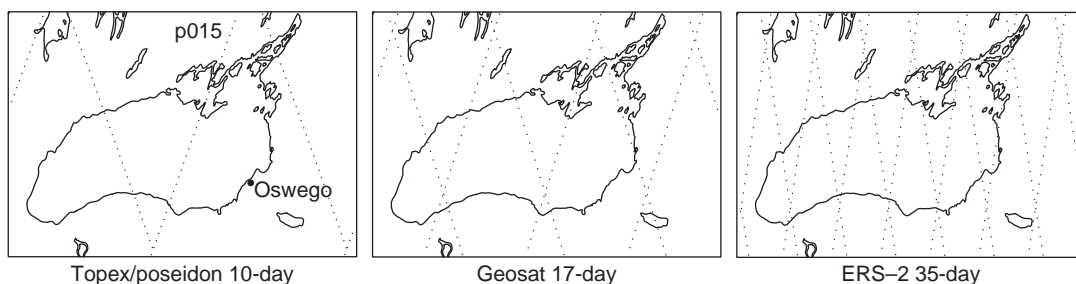 p015
Oswego
Topex/poseidon 10-day
Geosat 17-day
ERS–2 35-day